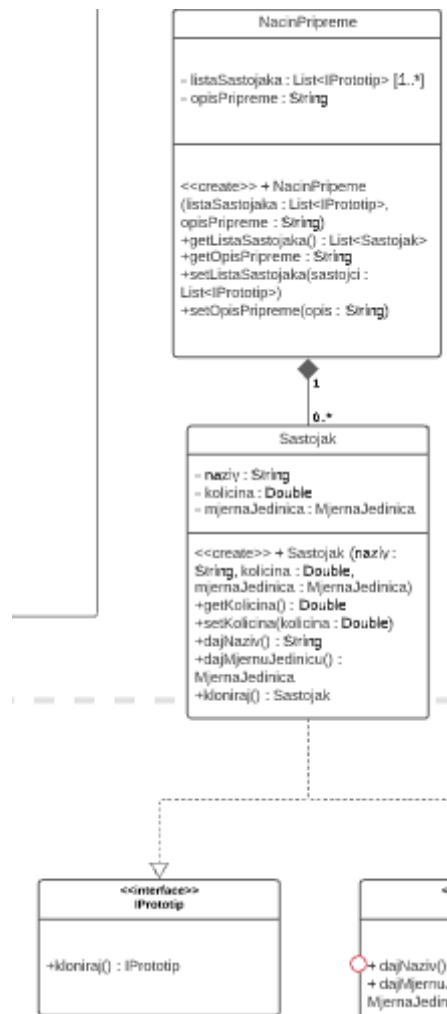 NacinPripreme
- listaSastojaka : List<IPrototip> [1..*]
- opisPripreme : String
<<create>> + NacinPripeme
(listaSastojaka : List<IPrototip>,
opisPripreme : String)
+getListaSastojaka() : List<Sastojak>
+getOpisPripreme : String
+setListaSastojaka(sastojci :
List<IPrototip>)
+setOpisPripreme(opis : String)
1
0..*
Sastojak
- naziv : String
- kolicina : Double
- mjernaJedinica : MjernaJedinica
<<create>> + Sastojak (naziv :
String, kolicina : Double,
mjernaJedinica : MjernaJedinica)
+getKolicina() : Double
+setKolicina(kolicina : Double)
+dajNaziv() : String
+dajMjernuJedinicu() :
MjernaJedinica
+kloniraj() : Sastojak
<<interface>>
IPrototip
+kloniraj() : IPrototip
+ dajNaziv()
+ dajMjernu